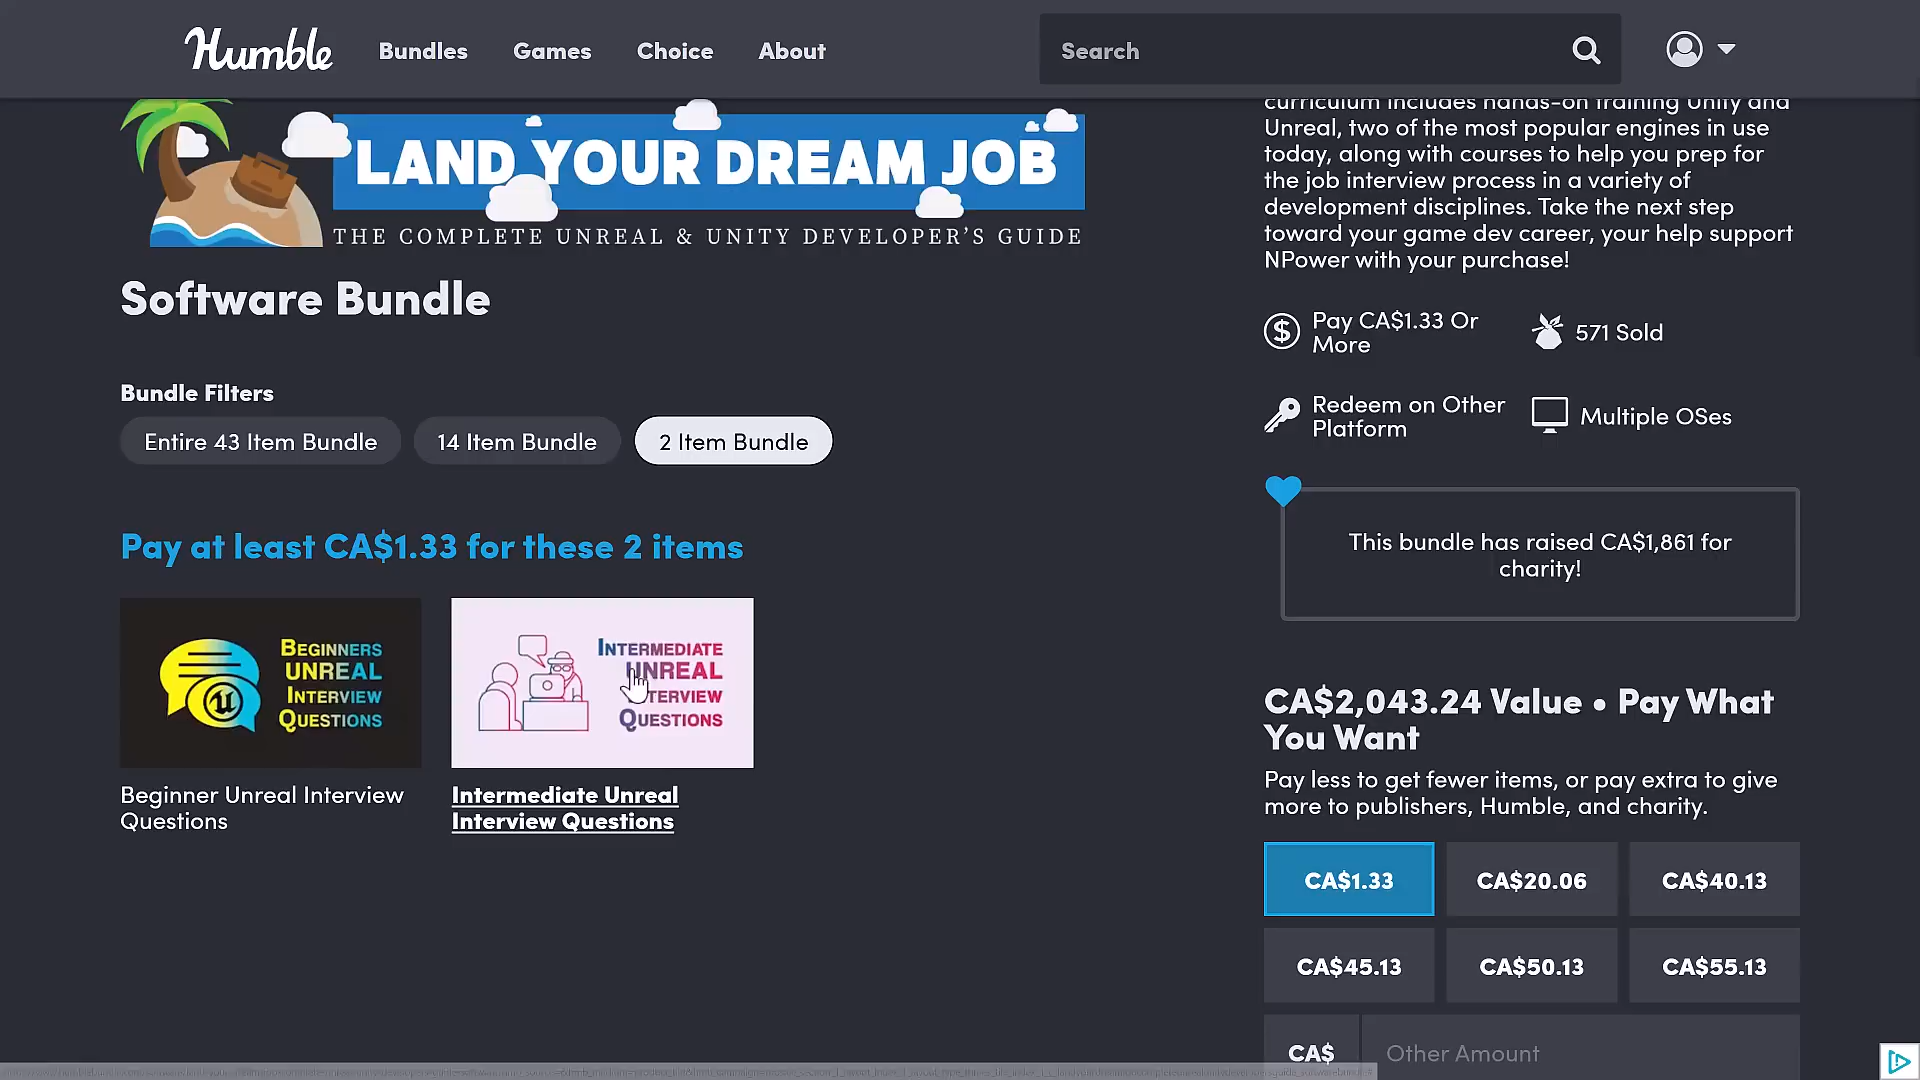 Humble
Bundles
Games
Choice
About
Search
LAND YOUR DREAM JOB
THE COMPLETE UNREAL & UNITY DEVELOPER'S GUIDE
Software Bundle
Bundle Filters
Entire 43 Item Bundle
14 Item Bundle
2 Item Bundle
Pay at least CA$1.33 for these 2 items
BEGINNERS
UNREAL
INTERVIEW
QUESTIONS
Beginner Unreal Interview
Questions
INTERMEDIATE
UNREAL
QUESTIONS
Intermediate Unreal
Interview Questions
curriculum includes hands-on training Unity and
Unreal, two of the most popular engines in use
today, along with courses to help you prep for
the job interview process in a variety of
development disciplines. Take the next step
toward your game dev career, your help support
NPower with your purchase!
Pay CA$1.33 Or
More
571 Sold
Redeem on Other
Platform
Multiple OSes
This bundle has raised CA$1,861 for
charity!
CA$2,043.24 Value • Pay What
You Want
Pay less to get fewer items, or pay extra to give
more to publishers, Humble, and charity.
CA$1.33
CA$20.06
CA$40.13
CA$45.13
CA$50.13
CA$55.13
CA$
Other Amount